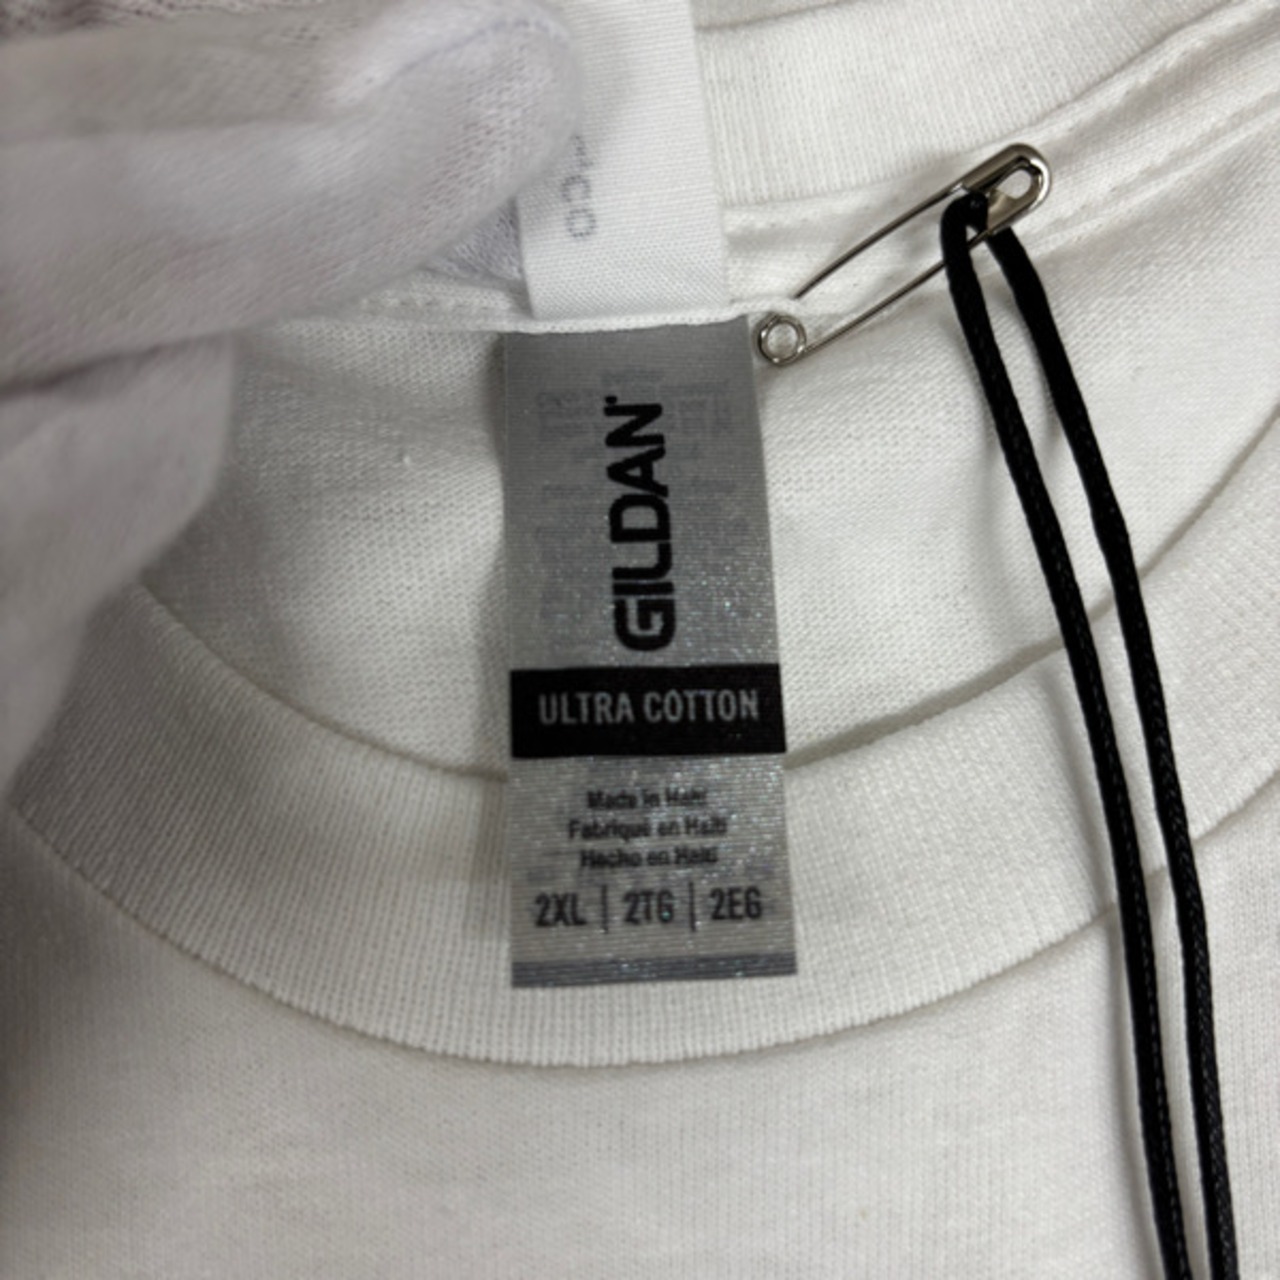 GILDAN
ULTRA COTTON
Made in Haiti
Fabriqué en Haïti
Hecho en Haití
2XL | 2TG | 2EG